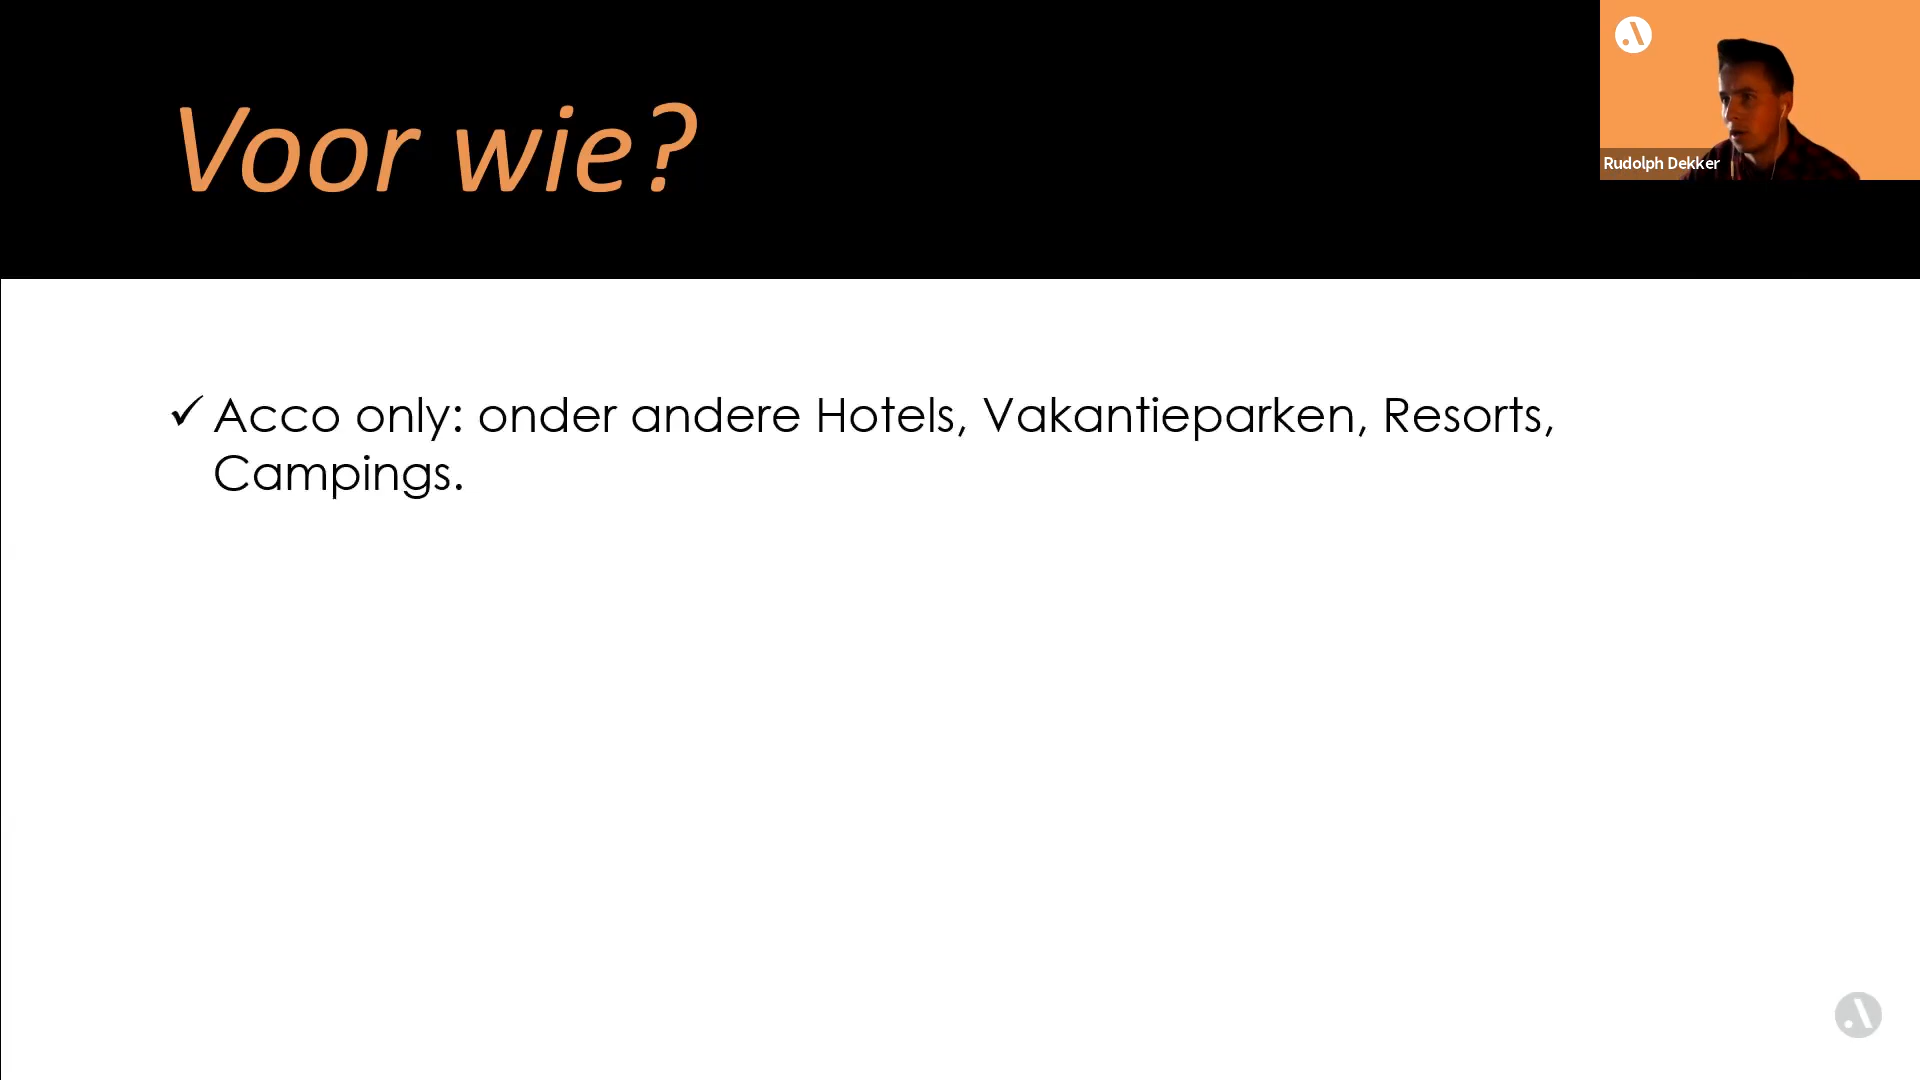 Voor wie?
Rudolph Dekker
✓ Acco only: onder andere Hotels, Vakantieparken, Resorts,
Campings.